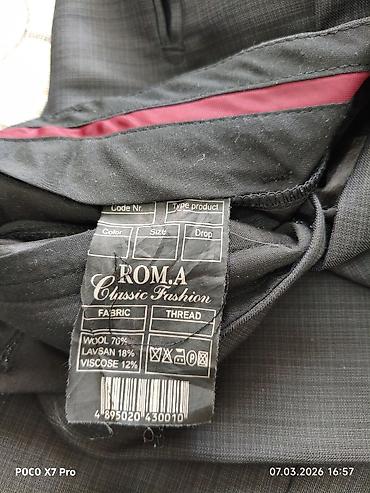 Code Nr. Type product
Color Size Drop
ROM.A
Classic Fashion
FABRIC THREAD
WOOL 70%
LAVSAN 18%
VISCOSE 12%
4 895020 430010
POCO X7 Pro
07.03.2026 16:57